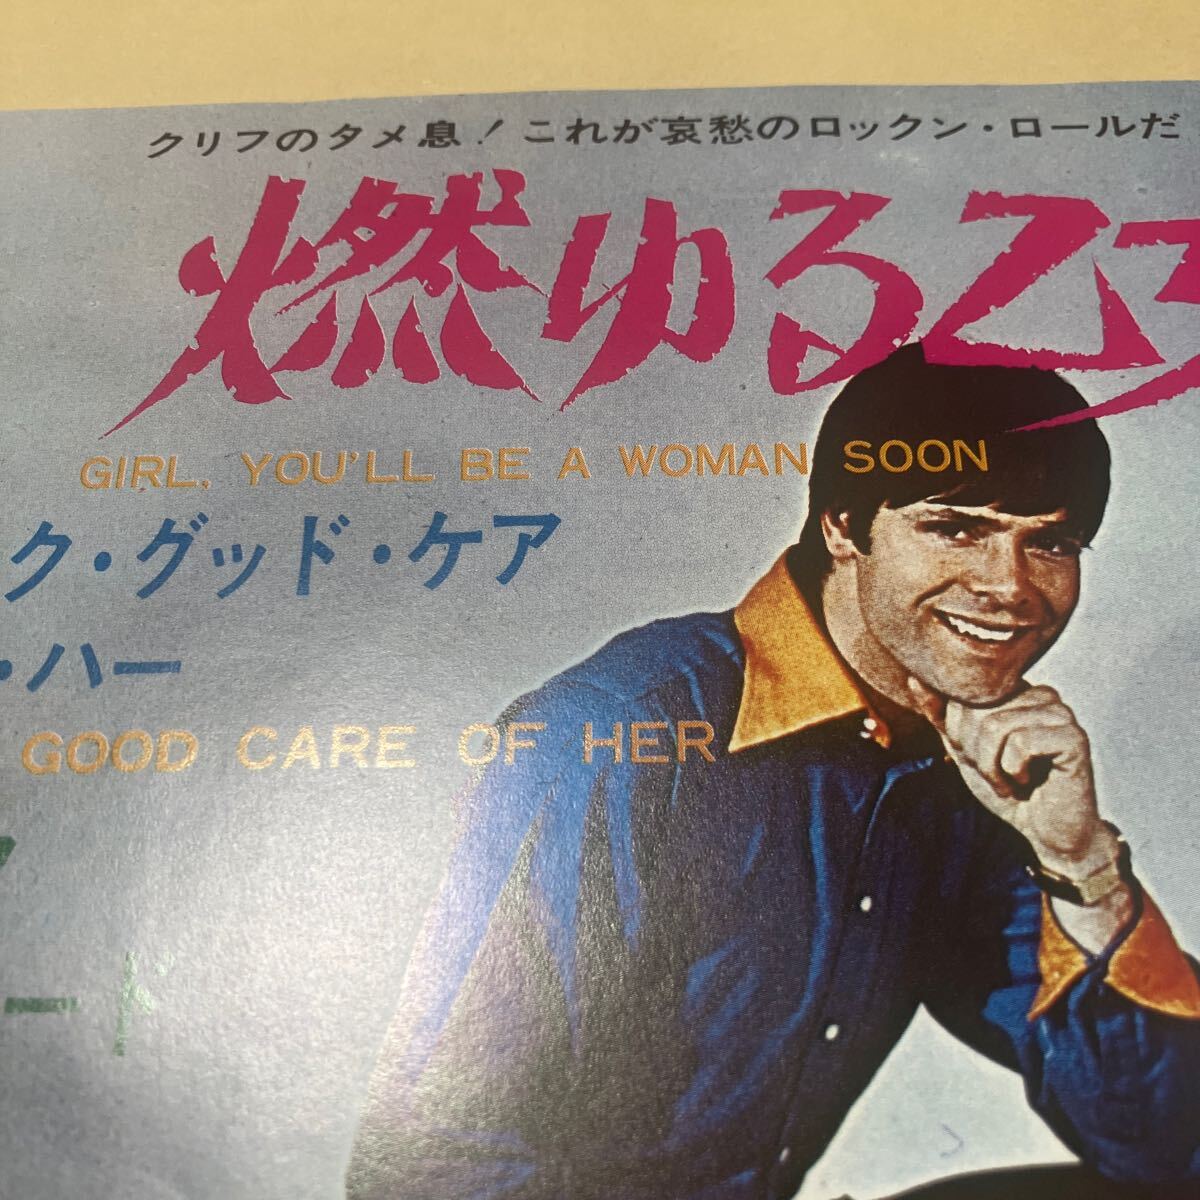 クリフのタメ息!これが哀愁のロックン・ロールだ
燃ゆる乙
GIRL, YOU'LL BE A WOMAN SOON
ク・グッド・ケア
・ハー
GOOD CARE OF HER
ード